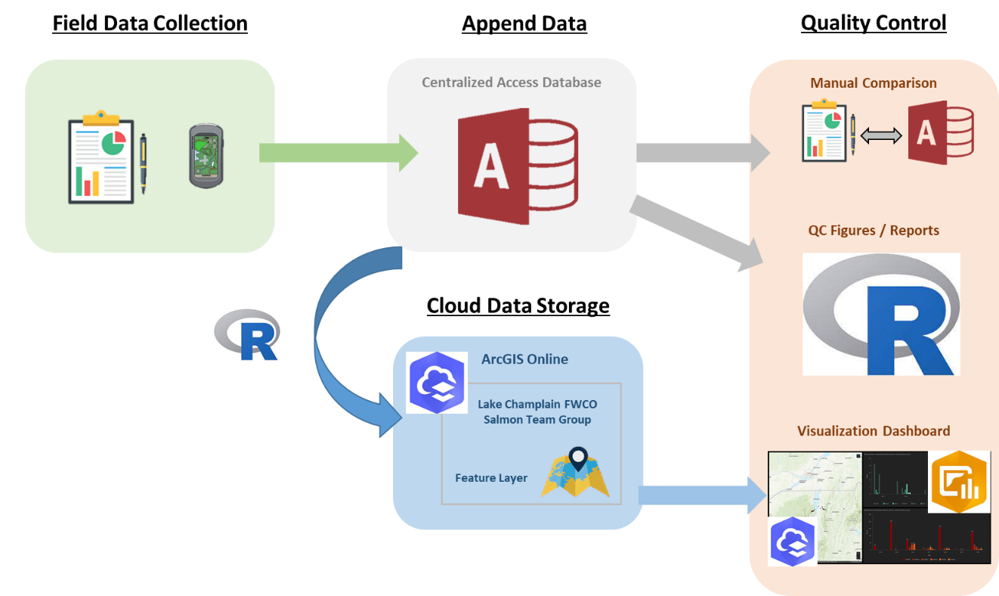 Field Data Collection
Append Data
Quality Control
Centralized Access Database
A
Manual Comparison
A
QC Figures / Reports
R
R
Cloud Data Storage
ArcGIS Online
Lake Champlain FWCO
Salmon Team Group
Feature Layer
Visualization Dashboard